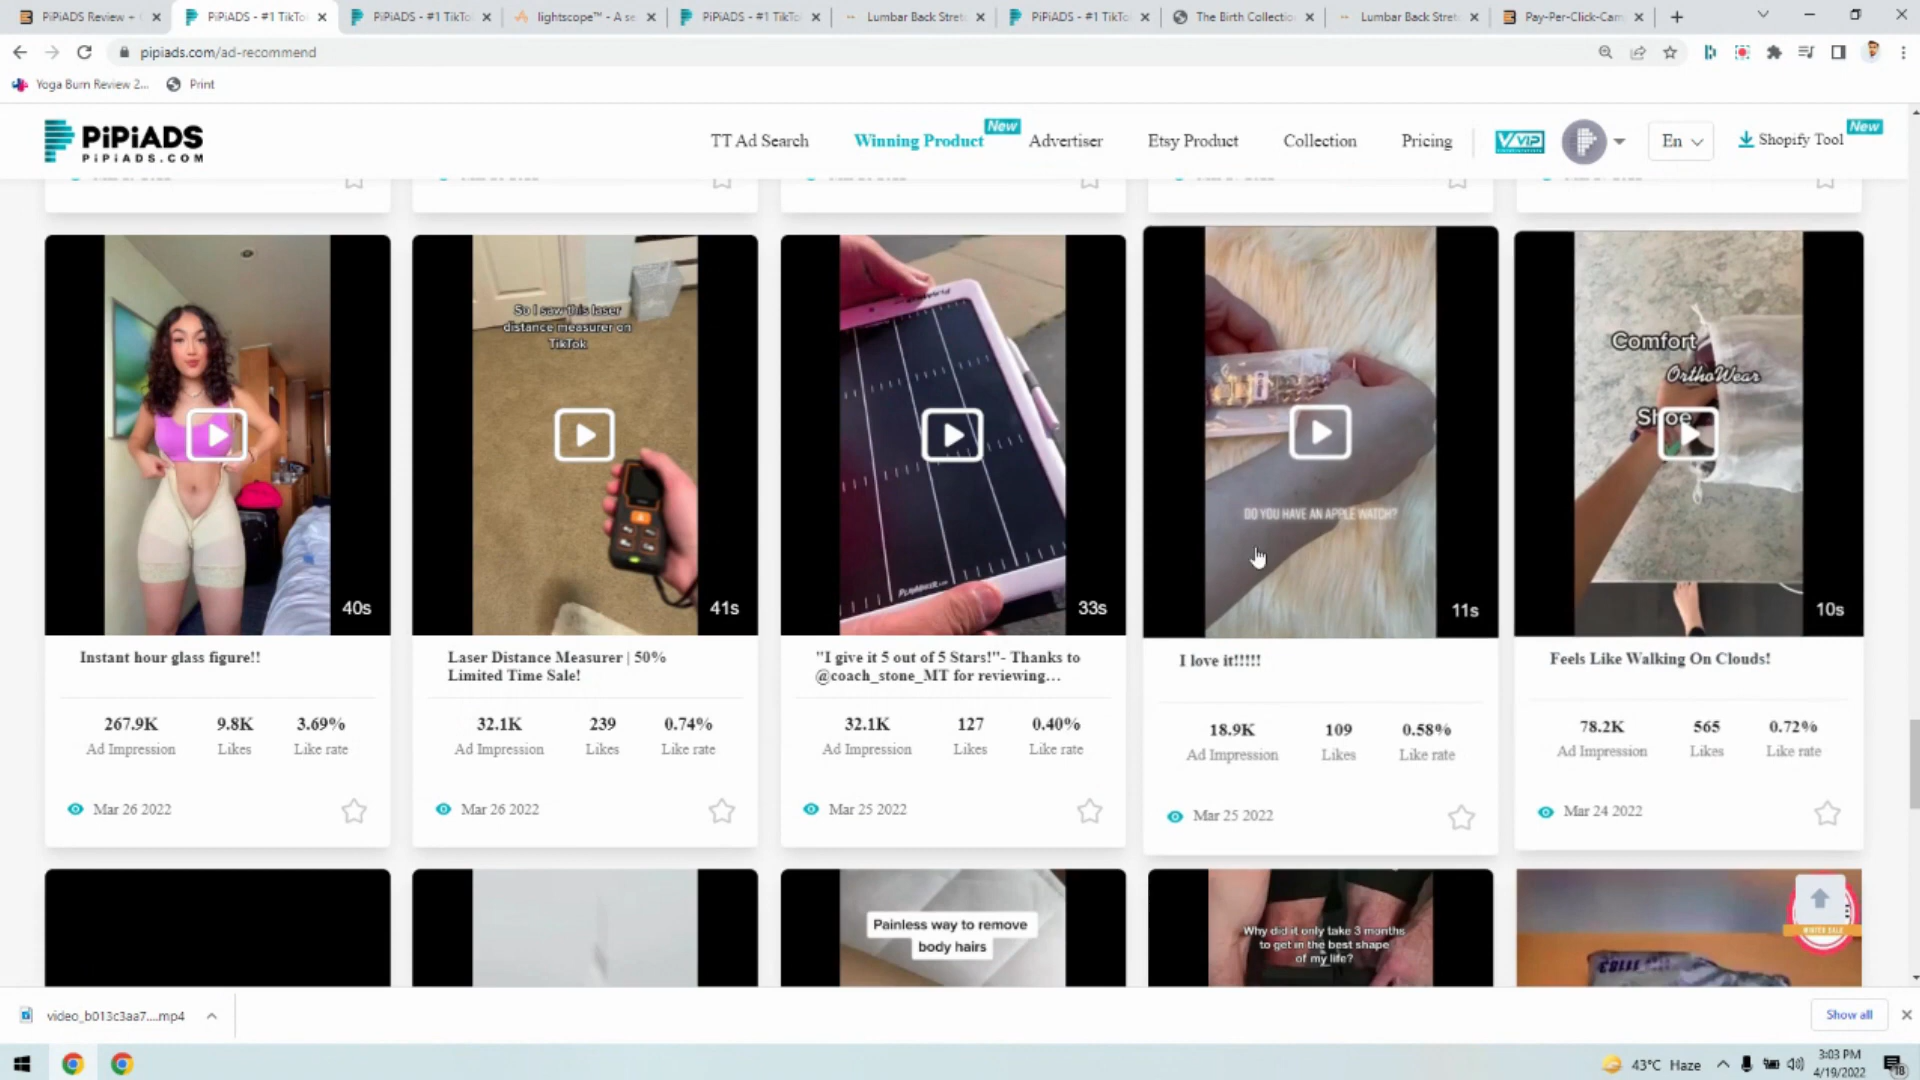 PiPiADS Review + (
PiPiADS - #1 TikTo
PiPiADS - #1 TikTo
lightscope™ - A se
PiPiADS - #1 TikTo
Lumbar Back Stret
PiPiADS - #1 TikTo
The Birth Collectio
Lumbar Back Stret
Pay-Per-Click-Cam
pipiads.com/ad-recommend
Yoga Burn Review 2...
Print
PiPiADS
PiPiADS.COM
TT Ad Search
Winning Product
New
Advertiser
Etsy Product
Collection
Pricing
VVIP
En
Shopify Tool
New
So I saw this laser
distance measurer on
TikTok
DO YOU HAVE AN APPLE WATCH?
Comfort
OrthoWear
Shoe
40s
41s
33s
11s
10s
Instant hour glass figure!!
Laser Distance Measurer | 50%
Limited Time Sale!
"I give it 5 out of 5 Stars!"- Thanks to
@coach_stone_MT for reviewing...
I love it!!!!!
Feels Like Walking On Clouds!
267.9K 9.8K 3.69%
Ad Impression Likes Like rate
32.1K 239 0.74%
Ad Impression Likes Like rate
32.1K 127 0.40%
Ad Impression Likes Like rate
18.9K 109 0.58%
Ad Impression Likes Like rate
78.2K 565 0.72%
Ad Impression Likes Like rate
Mar 26 2022
Mar 26 2022
Mar 25 2022
Mar 25 2022
Mar 24 2022
Painless way to remove
body hairs
Why did it only take 3 months
to get in the best shape
of my life?
WINTER SALE
video_b013c3aa7....mp4
Show all
43°C Haze
3:03 PM
4/19/2022
18